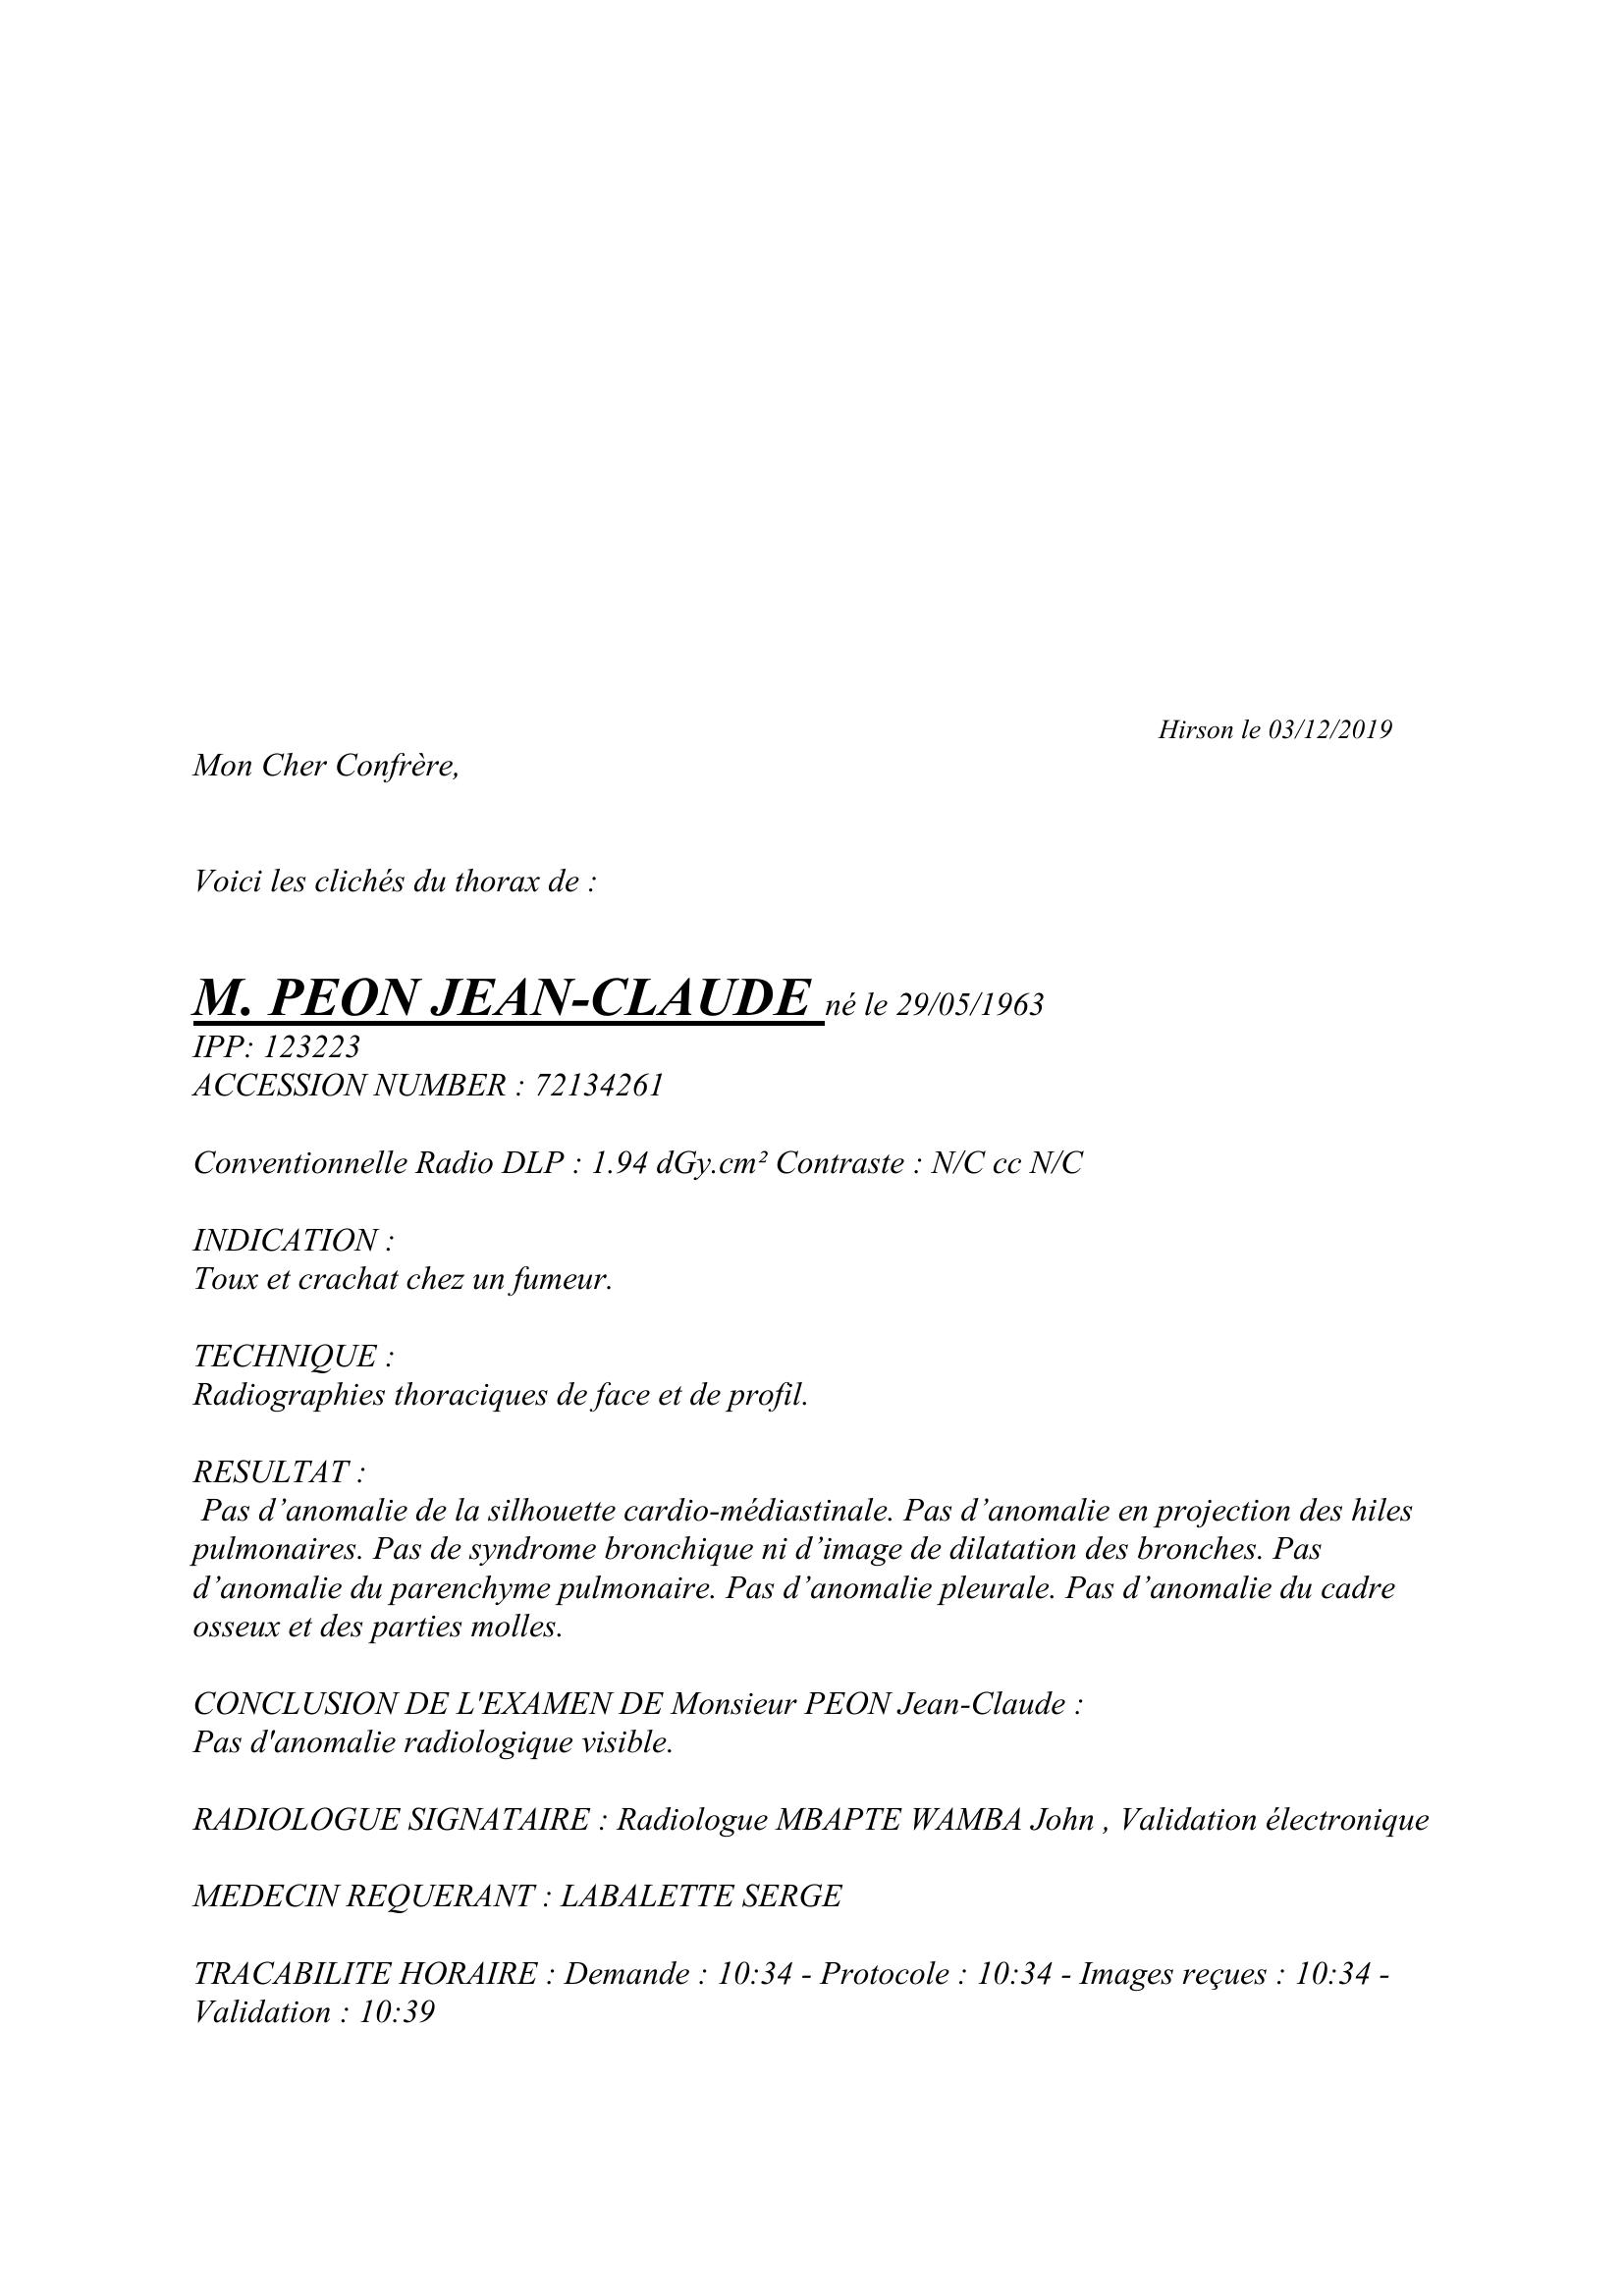 Hirson le 03/12/2019
Mon Cher Confrère,
Voici les clichés du thorax de :
M. PEON JEAN-CLAUDE né le 29/05/1963
IPP: 123223
ACCESSION NUMBER : 72134261
Conventionnelle Radio DLP : 1.94 dGy.cm² Contraste : N/C cc N/C
INDICATION :
Toux et crachat chez un fumeur.
TECHNIQUE :
Radiographies thoraciques de face et de profil.
RESULTAT :
Pas d’anomalie de la silhouette cardio-médiastinale. Pas d’anomalie en projection des hiles
pulmonaires. Pas de syndrome bronchique ni d’image de dilatation des bronches. Pas
d’anomalie du parenchyme pulmonaire. Pas d’anomalie pleurale. Pas d’anomalie du cadre
osseux et des parties molles.
CONCLUSION DE L'EXAMEN DE Monsieur PEON Jean-Claude :
Pas d'anomalie radiologique visible.
RADIOLOGUE SIGNATAIRE : Radiologue MBAPTE WAMBA John , Validation électronique
MEDECIN REQUERANT : LABALETTE SERGE
TRACABILITE HORAIRE : Demande : 10:34 - Protocole : 10:34 - Images reçues : 10:34 -
Validation : 10:39